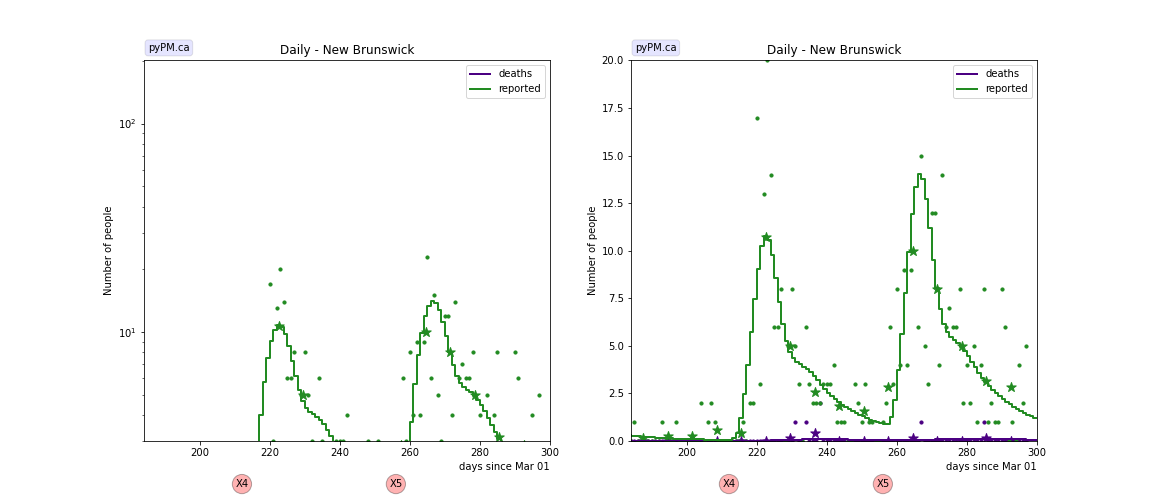 pyPM.ca
Daily - New Brunswick
deaths
reported
10²
10¹
Number of people
200
220
240
260
280
300
days since Mar 01
X4
X5
pyPM.ca
Daily - New Brunswick
deaths
reported
20.0
17.5
15.0
12.5
10.0
7.5
5.0
2.5
0.0
Number of people
200
220
240
260
280
300
days since Mar 01
X4
X5